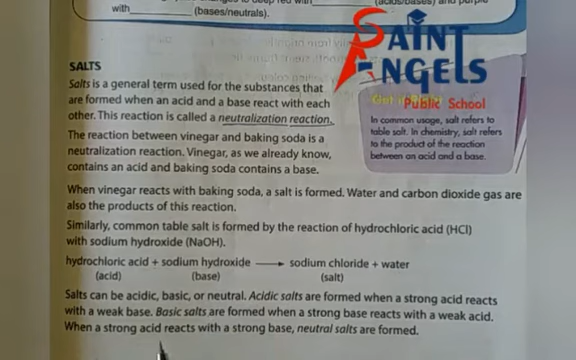 (acids/bases) and purple
with____________ (bases/neutrals).
SAINT
ANGELS
Public School
SALTS
Salts is a general term used for the substances that
are formed when an acid and a base react with each
other. This reaction is called a neutralization reaction.
In common usage, salt refers to
table salt. In chemistry, salt refers
to the product of the reaction
between an acid and a base.
The reaction between vinegar and baking soda is a
neutralization reaction. Vinegar, as we already know,
contains an acid and baking soda contains a base.
When vinegar reacts with baking soda, a salt is formed. Water and carbon dioxide gas are
also the products of this reaction.
Similarly, common table salt is formed by the reaction of hydrochloric acid (HCl)
with sodium hydroxide (NaOH).
hydrochloric acid + sodium hydroxide ⟶ sodium chloride + water
(acid) (base) (salt)
Salts can be acidic, basic, or neutral. Acidic salts are formed when a strong acid reacts
with a weak base. Basic salts are formed when a strong base reacts with a weak acid.
When a strong acid reacts with a strong base, neutral salts are formed.